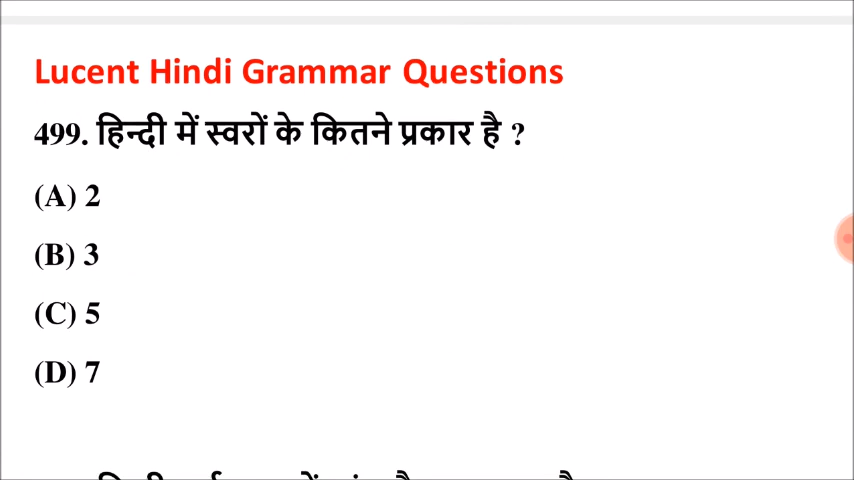 Lucent Hindi Grammar Questions
499. हिन्दी में स्वरों के कितने प्रकार है ?
(A) 2
(B) 3
(C) 5
(D) 7